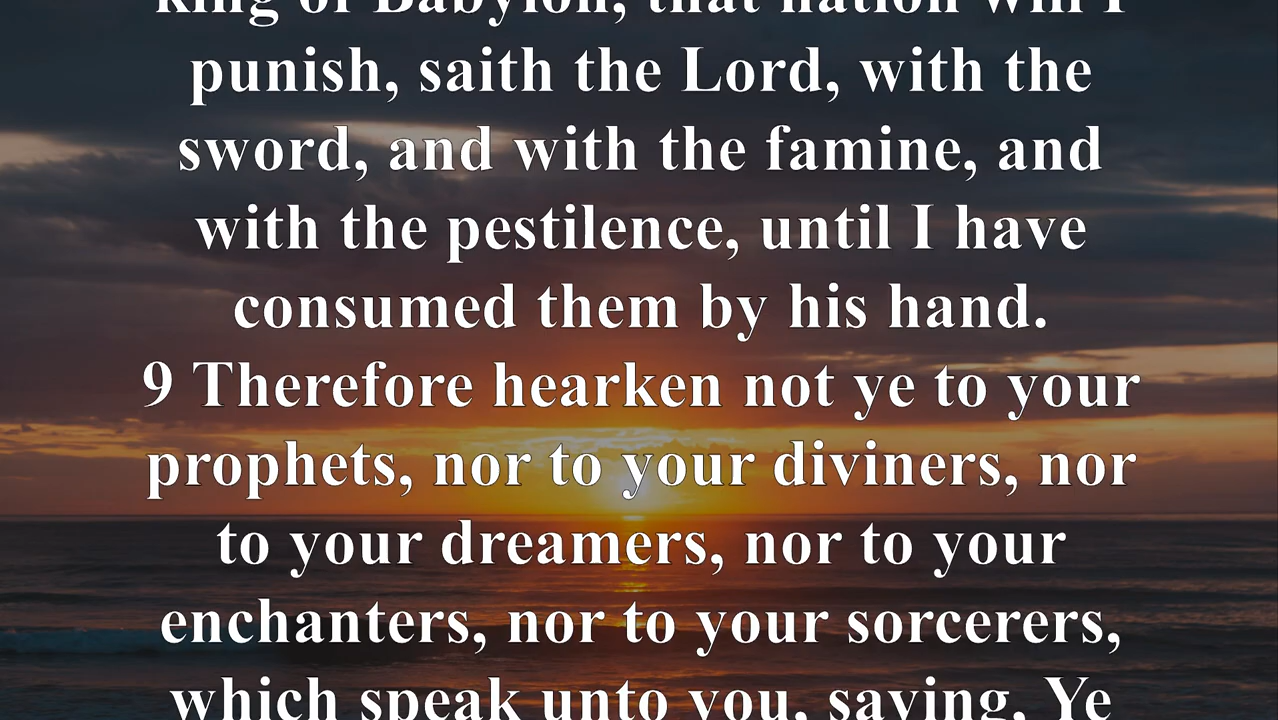 king of Babylon, that nation will I
punish, saith the Lord, with the
sword, and with the famine, and
with the pestilence, until I have
consumed them by his hand.
9 Therefore hearken not ye to your
prophets, nor to your diviners, nor
to your dreamers, nor to your
enchanters, nor to your sorcerers,
which speak unto you, saying, Ye